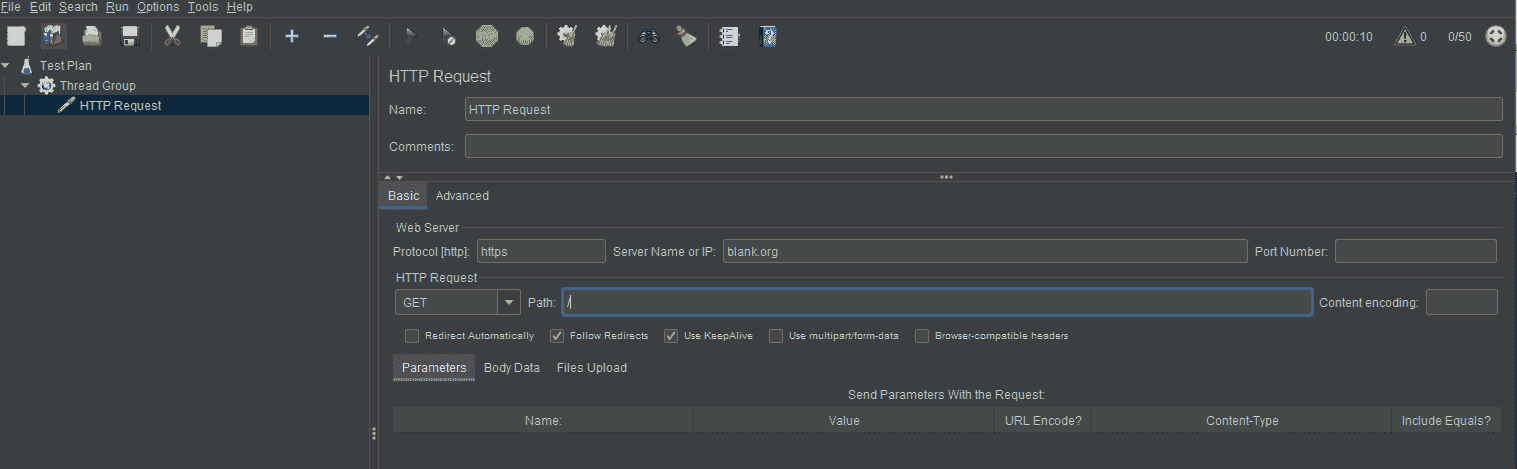 File Edit Search Run Options Tools Help
00:00:10 0 0/50
Test Plan
Thread Group
HTTP Request
HTTP Request
Name: HTTP Request
Comments:
Basic Advanced
Web Server
Protocol [http]: https Server Name or IP: blank.org Port Number:
HTTP Request
GET Path: / Content encoding:
Redirect Automatically Follow Redirects Use KeepAlive Use multipart/form-data Browser-compatible headers
Parameters Body Data Files Upload
Send Parameters With the Request:
Name: Value URL Encode? Content-Type Include Equals?